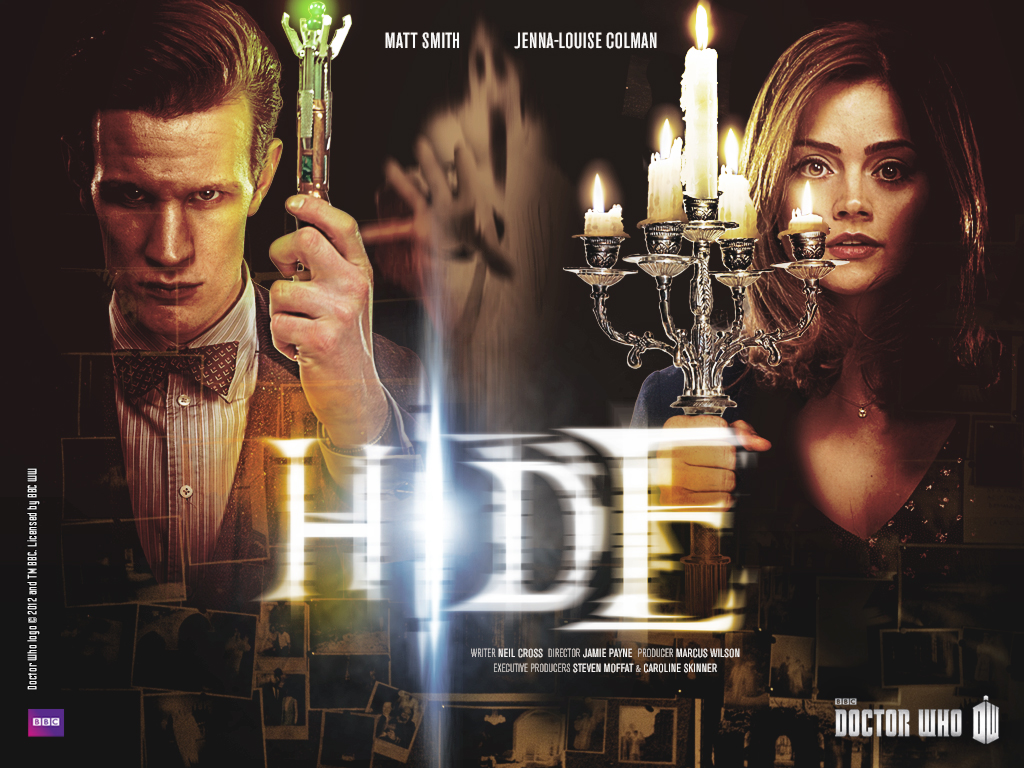 MATT SMITH JENNA-LOUISE COLMAN
HIDE
WRITER NEIL CROSS DIRECTOR JAMIE PAYNE PRODUCER MARCUS WILSON
EXECUTIVE PRODUCERS STEVEN MOFFAT & CAROLINE SKINNER
Doctor Who logo © 2012 and TM BBC. Licensed by BBC WW
BBC
BBC
DOCTOR WHO DW